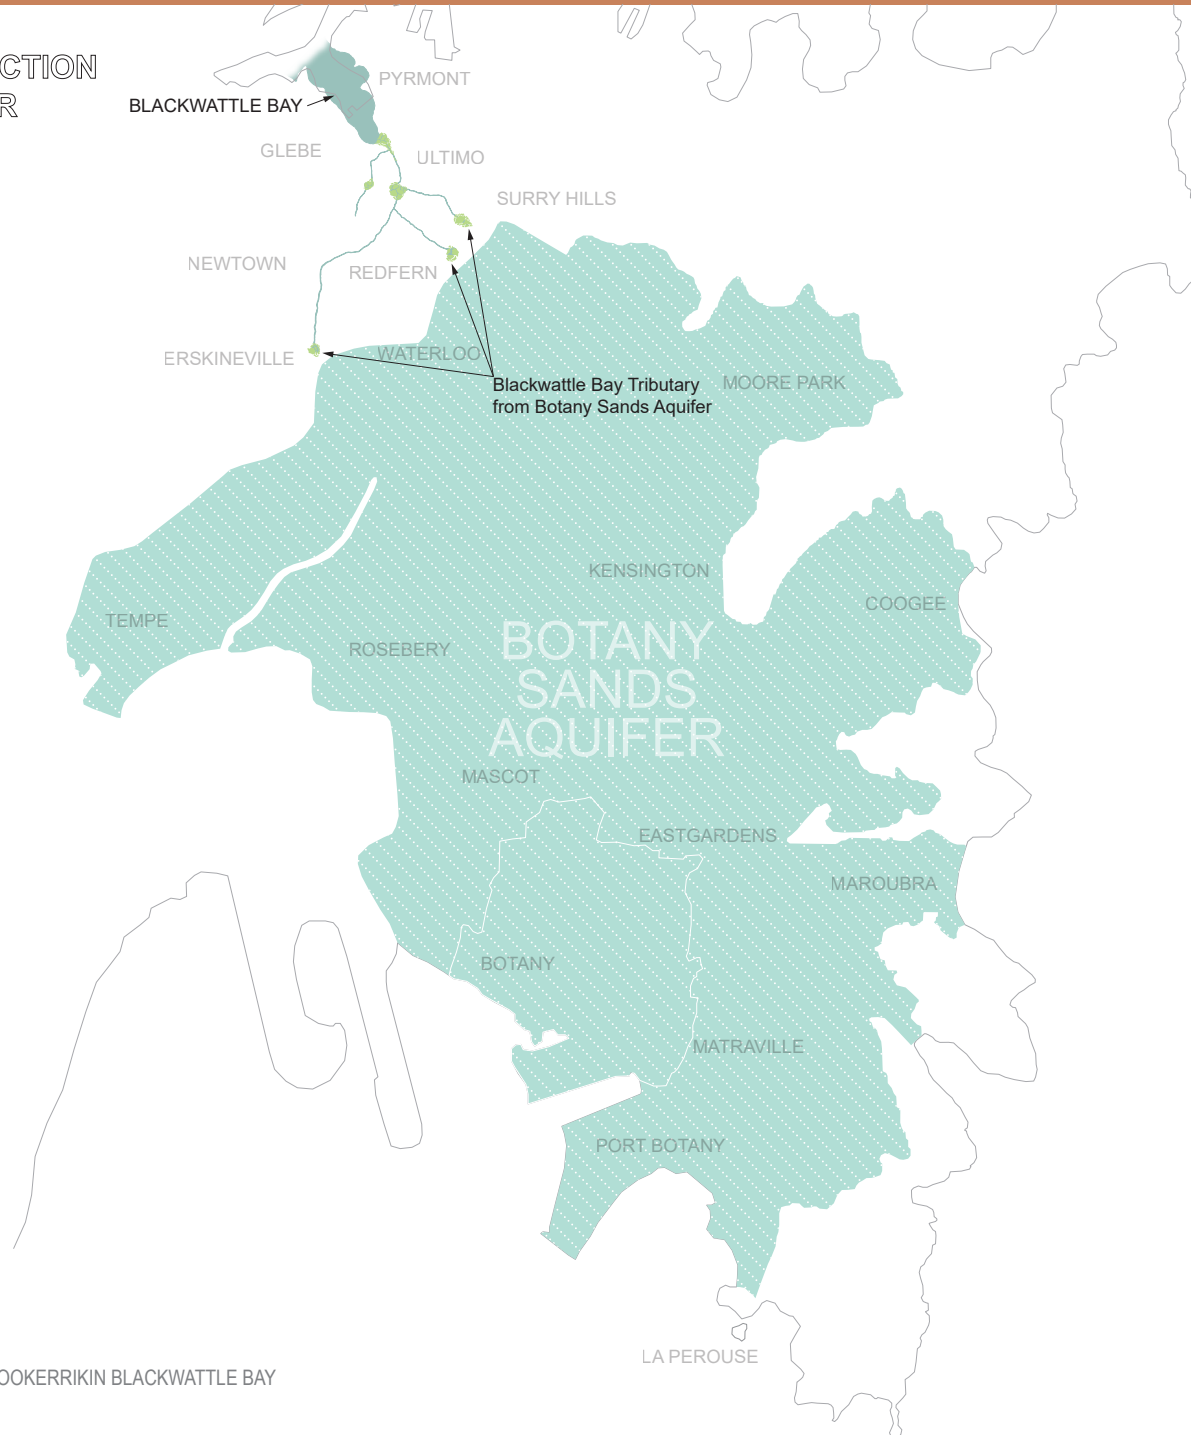 CTION
R
PYRMONT
BLACKWATTLE BAY
GLEBE
ULTIMO
SURRY HILLS
NEWTOWN
REDFERN
ERSKINEVILLE
WATERLOO
Blackwattle Bay Tributary
from Botany Sands Aquifer
MOORE PARK
KENSINGTON
COOGEE
TEMPE
ROSEBERY
BOTANY
SANDS
AQUIFER
MASCOT
EASTGARDENS
MAROUBRA
BOTANY
MATRAVILLE
PORT BOTANY
LA PEROUSE
OOKERRIKIN BLACKWATTLE BAY